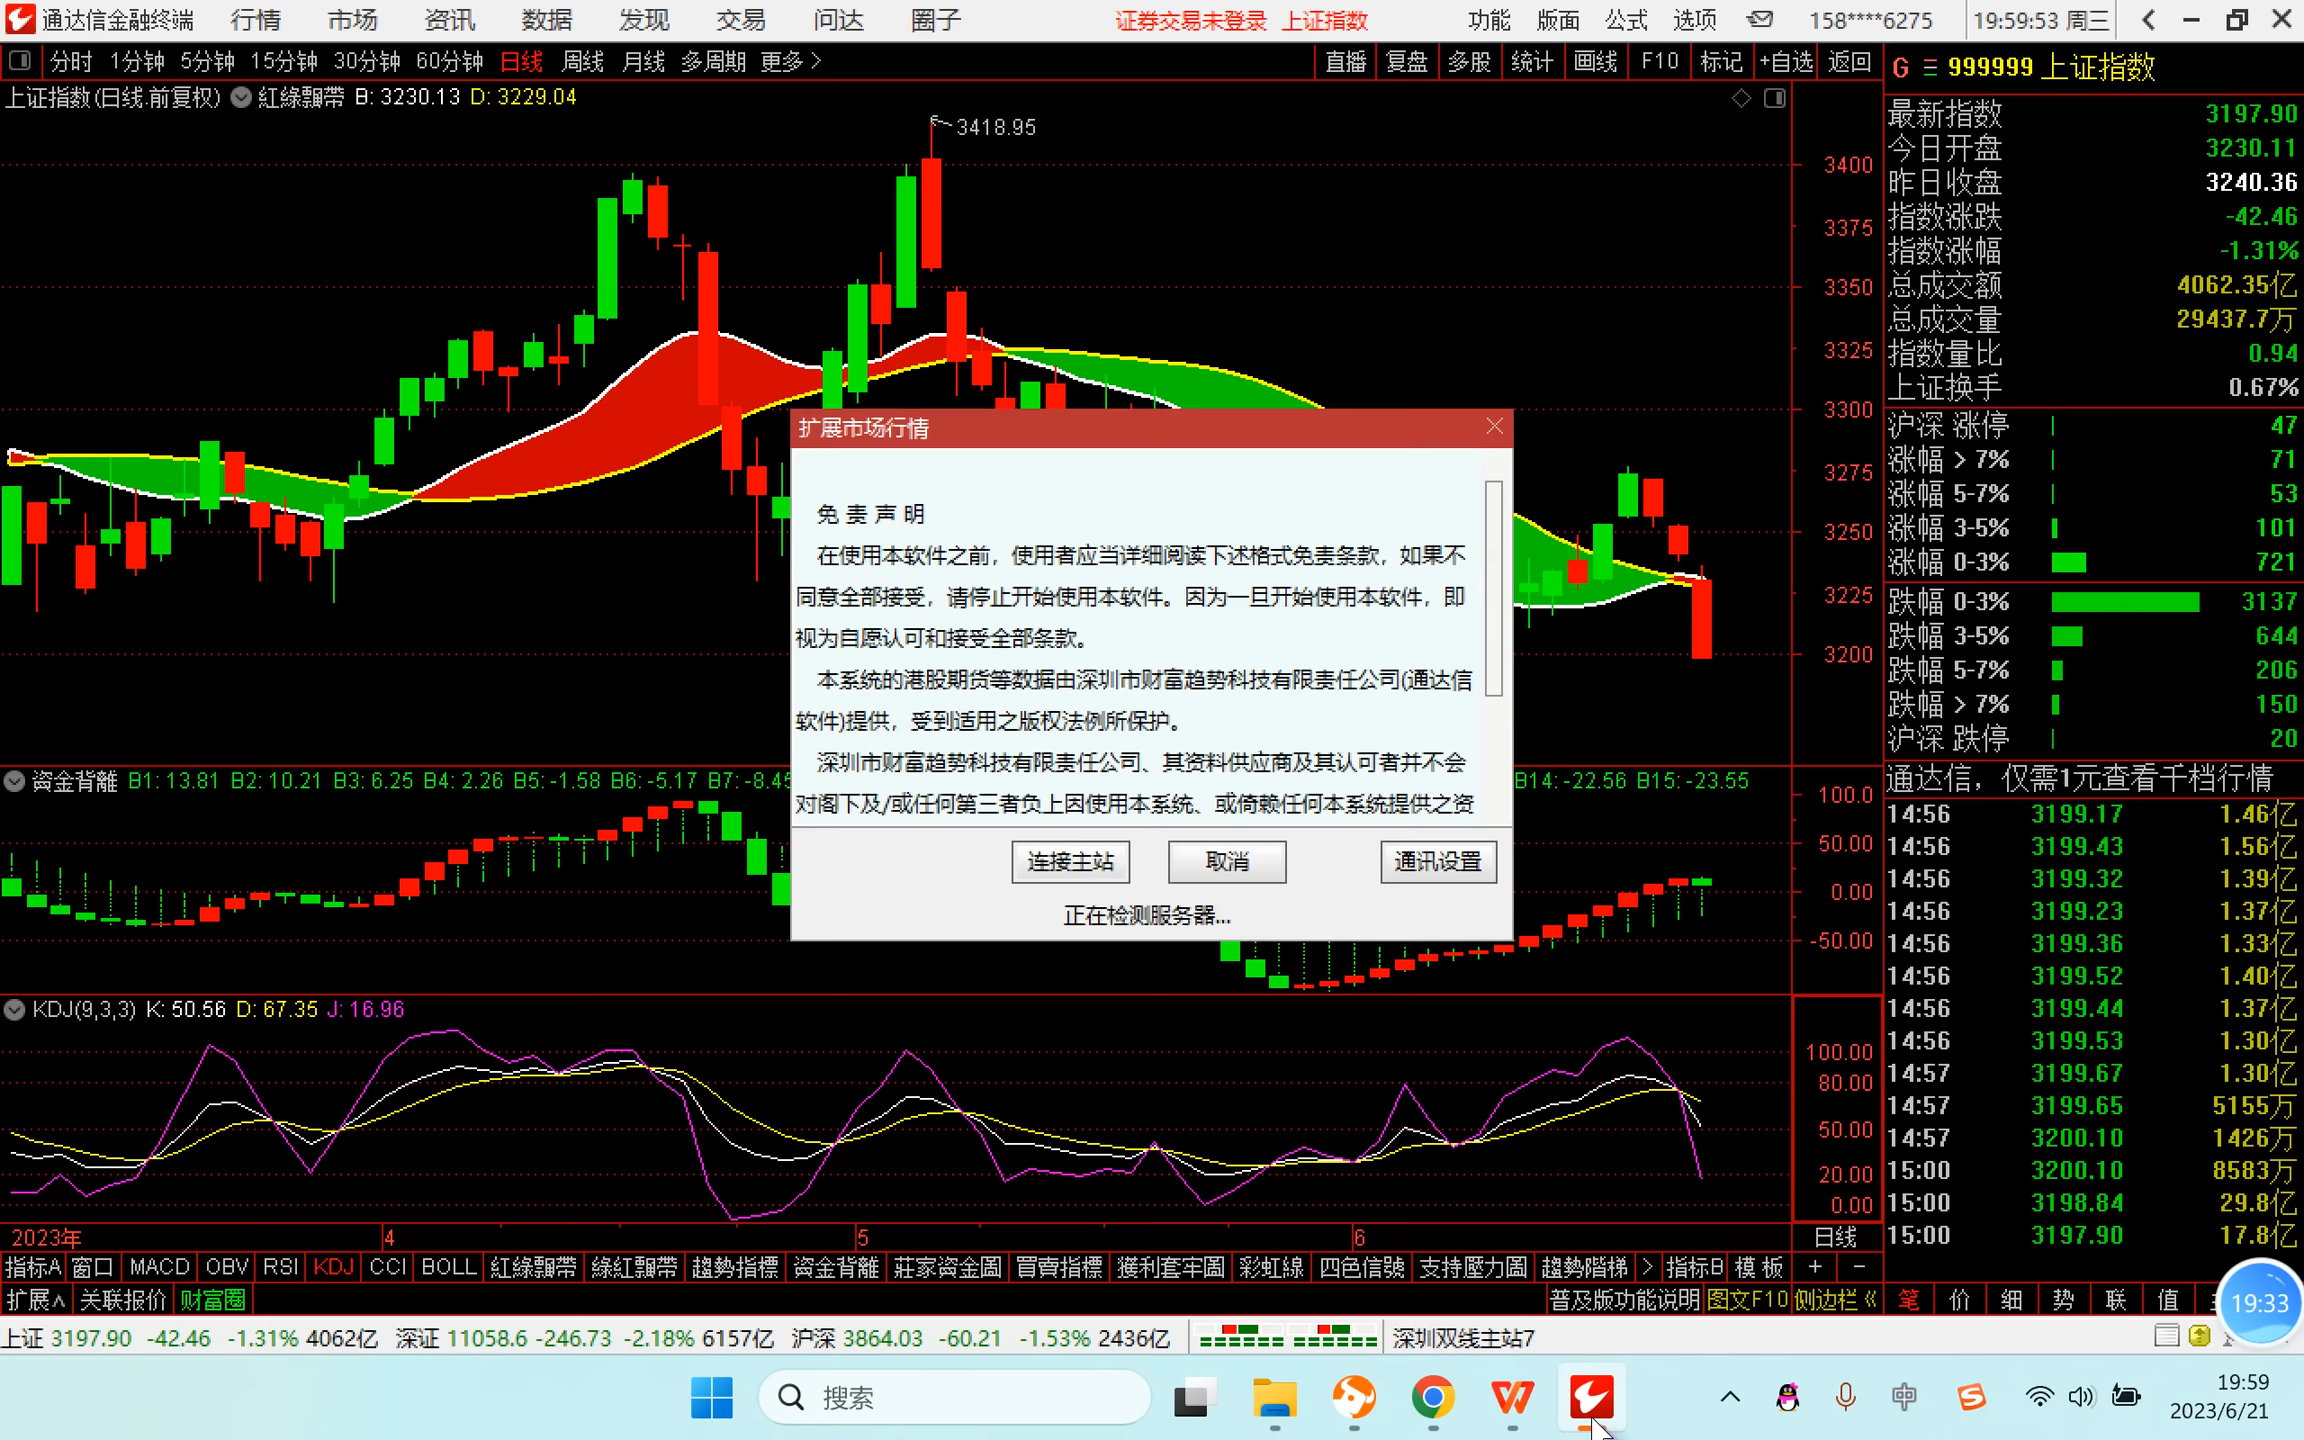 通达信金融终端 行情 市场 资讯 数据 发现 交易 问达 圈子 证券交易未登录 上证指数 功能 版面 公式 选项 158****6275 19:59:53 周三
分时 1分钟 5分钟 15分钟 30分钟 60分钟 日线 周线 月线 多周期 更多 > 直播 复盘 多股 统计 画线 F10 标记 +自选 返回
G 三 999999 上证指数
上证指数(日线.前复权) 紅綠飄帶 B: 3230.13 D: 3229.04
3418.95
3400
3375
3350
3325
3300
3275
3250
3225
3200
最新指数 3197.90
今日开盘 3230.11
昨日收盘 3240.36
指数涨跌 -42.46
指数涨幅 -1.31%
总成交额 4062.35亿
总成交量 29437.7万
指数量比 0.94
上证换手 0.67%
沪深 涨停 47
涨幅 > 7% 71
涨幅 5-7% 53
涨幅 3-5% 101
涨幅 0-3% 721
跌幅 0-3% 3137
跌幅 3-5% 644
跌幅 5-7% 206
跌幅 > 7% 150
沪深 跌停 20
通达信，仅需1元查看千档行情
扩展市场行情
免 责 声 明
在使用本软件之前，使用者应当详细阅读下述格式免责条款，如果不
同意全部接受，请停止开始使用本软件。因为一旦开始使用本软件，即
视为自愿认可和接受全部条款。
本系统的港股期货等数据由深圳市财富趋势科技有限责任公司(通达信
软件)提供，受到适用之版权法例所保护。
深圳市财富趋势科技有限责任公司、其资料供应商及其认可者并不会
对阁下及/或任何第三者负上因使用本系统、或倚赖任何本系统提供之资
连接主站 取消 通讯设置
正在检测服务器...
资金背離 B1: 13.81 B2: 10.21 B3: 6.25 B4: 2.26 B5: -1.58 B6: -5.17 B7: -8.45 B14: -22.56 B15: -23.55
100.0
50.00
0.00
-50.00
KDJ(9,3,3) K: 50.56 D: 67.35 J: 16.96
100.00
80.00
50.00
20.00
0.00
14:56 3199.17 1.46亿
14:56 3199.43 1.56亿
14:56 3199.32 1.39亿
14:56 3199.23 1.37亿
14:56 3199.36 1.33亿
14:56 3199.52 1.40亿
14:56 3199.44 1.37亿
14:56 3199.53 1.30亿
14:57 3199.67 1.30亿
14:57 3199.65 5155万
14:57 3200.10 1426万
15:00 3200.10 8583万
15:00 3198.84 29.8亿
15:00 3197.90 17.8亿
2023年 4 5 6 日线
指标A 窗口 MACD OBV RSI KDJ CCI BOLL 紅綠飄帶 綠紅飄帶 趨勢指標 资金背離 莊家资金圖 買賣指標 獲利套牢圖 彩虹線 四色信號 支持壓力圖 趨勢階梯 > 指标B 模 板 + -
扩展∧ 关联报价 财富圈 普及版功能说明 图文F10 侧边栏 《 笔 价 细 势 联 值
19:33
上证 3197.90 -42.46 -1.31% 4062亿 深证 11058.6 -246.73 -2.18% 6157亿 沪深 3864.03 -60.21 -1.53% 2436亿 深圳双线主站7
搜索
中
19:59
2023/6/21